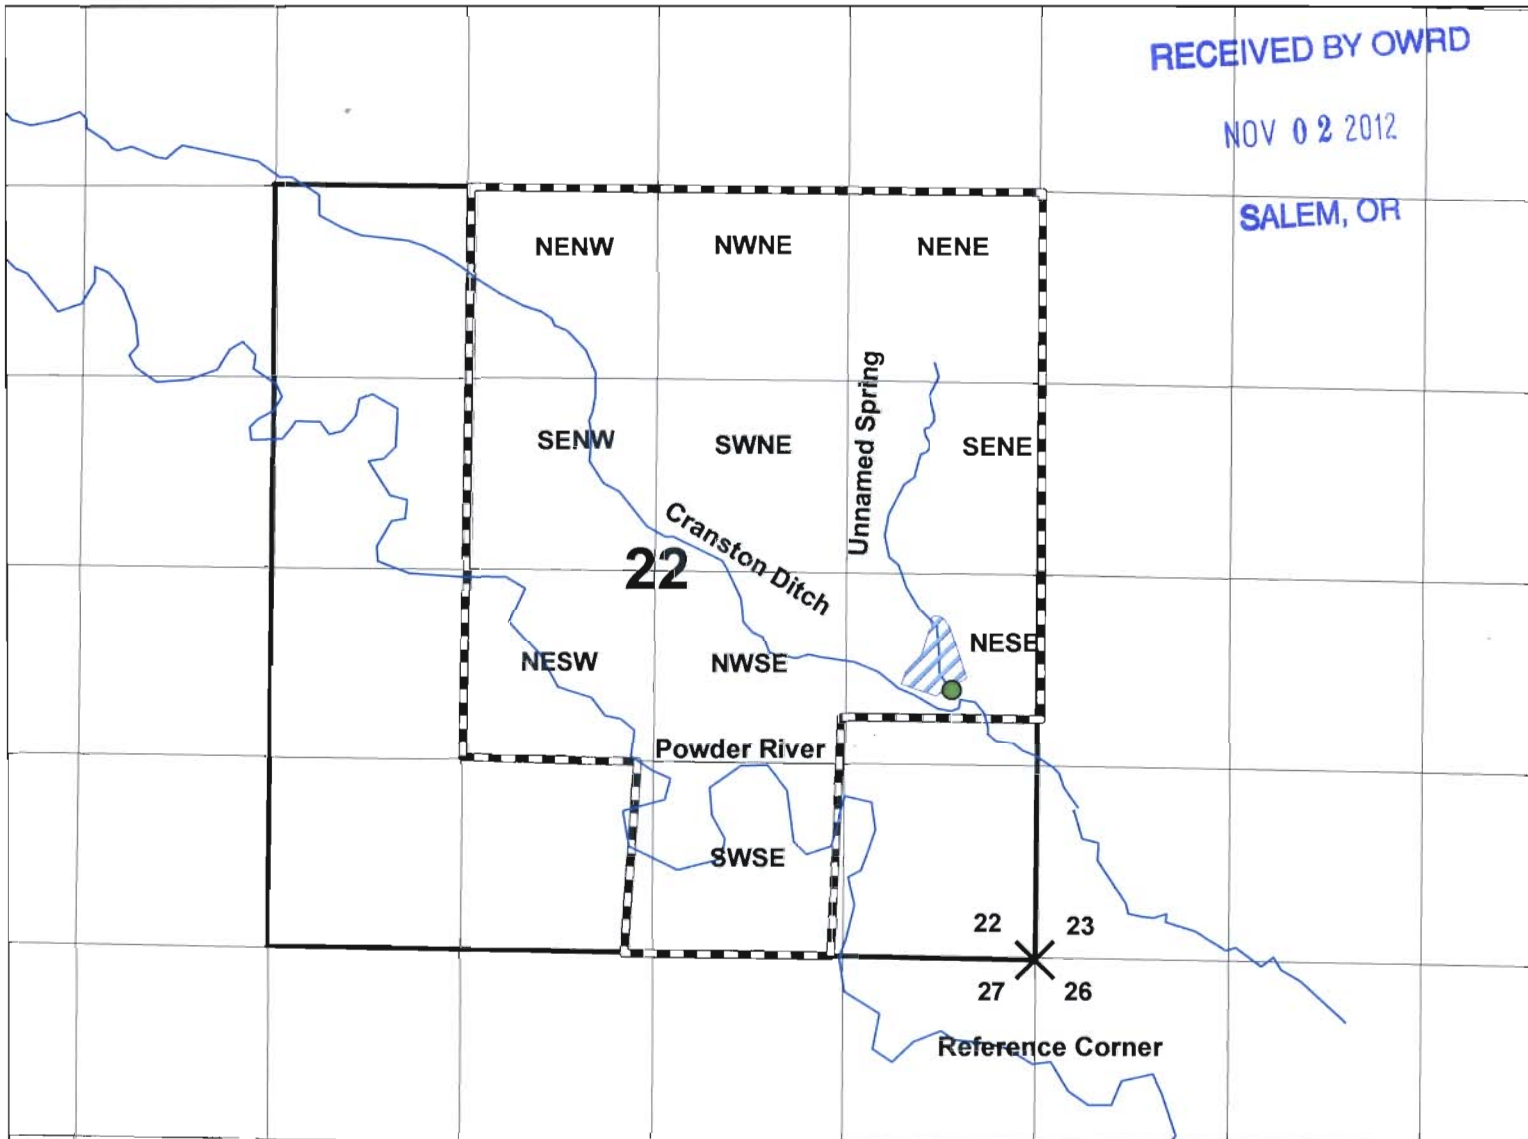 RECEIVED BY OWRD
NOV 02 2012
SALEM, OR
NENW
NWNE
NENE
Unnamed Spring
SENW
SWNE
SENE
Cranston Ditch
22
NESW
NWSE
NESE
Powder River
SWSE
22
23
27
26
Reference Corner